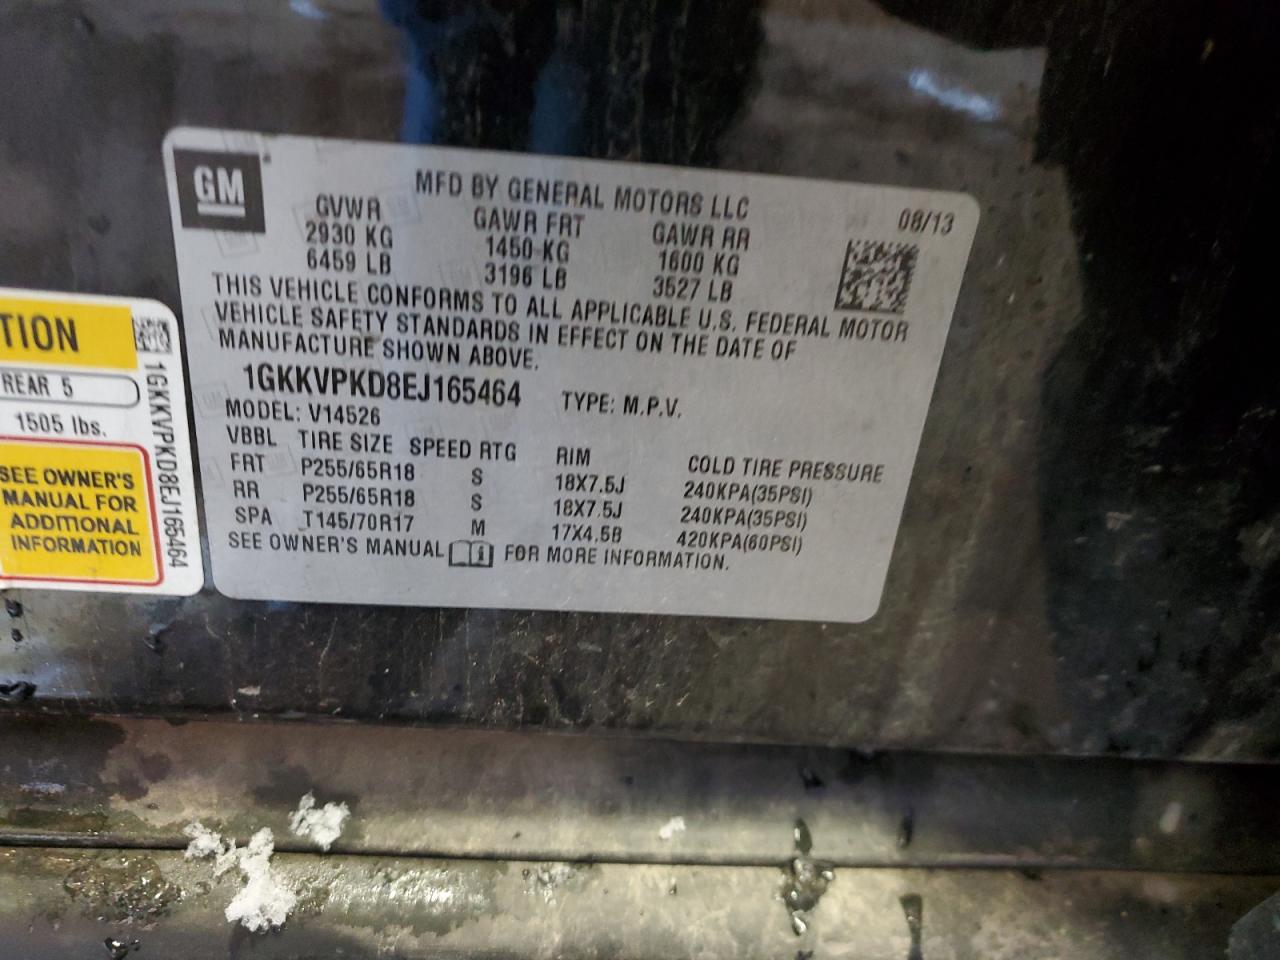 GM
MFD BY GENERAL MOTORS LLC
08/13
GVWR GAWR FRT GAWR RR
2930 KG 1450 KG 1600 KG
6459 LB 3196 LB 3527 LB
THIS VEHICLE CONFORMS TO ALL APPLICABLE U.S. FEDERAL MOTOR
VEHICLE SAFETY STANDARDS IN EFFECT ON THE DATE OF
MANUFACTURE SHOWN ABOVE.
1GKKVPKD8EJ165464 TYPE: M.P.V.
MODEL: V14526
VBBL TIRE SIZE SPEED RTG RIM COLD TIRE PRESSURE
FRT P255/65R18 S 18X7.5J 240KPA(35PSI)
RR P255/65R18 S 18X7.5J 240KPA(35PSI)
SPA T145/70R17 M 17X4.5B 420KPA(60PSI)
SEE OWNER'S MANUAL FOR MORE INFORMATION.
TION
REAR 5
1505 lbs.
SEE OWNER'S
MANUAL FOR
ADDITIONAL
INFORMATION
1GKKVPKD8EJ165464